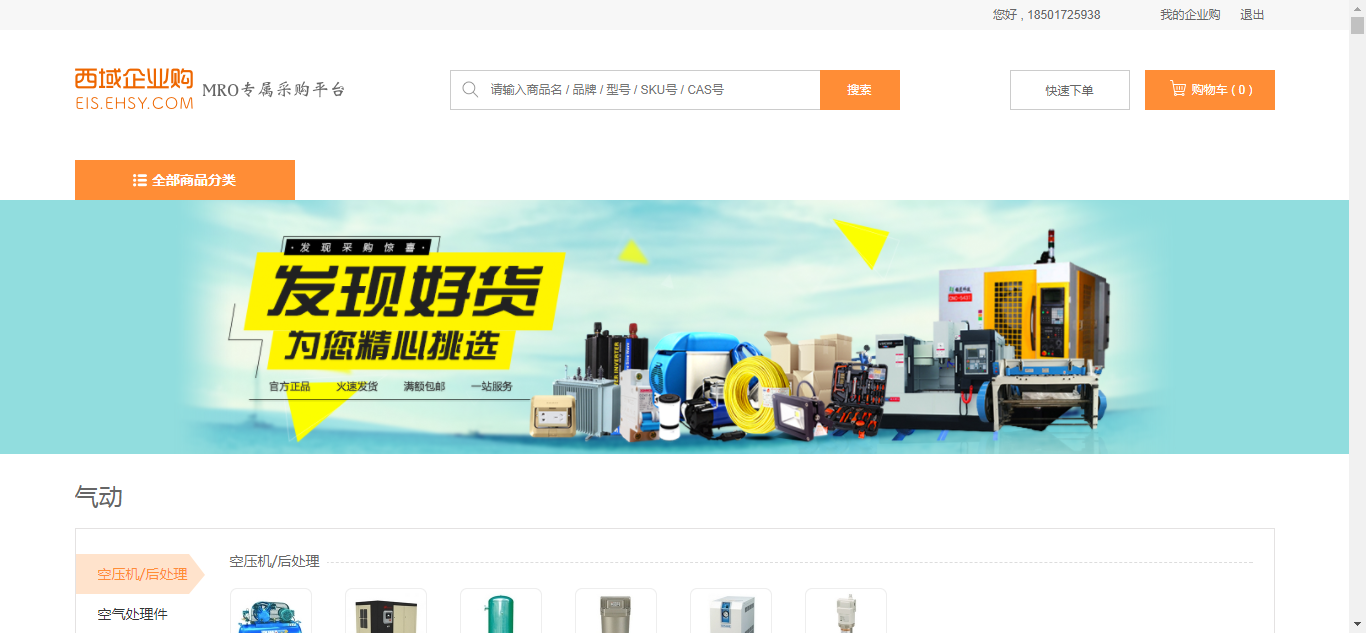 您好 , 18501725938 我的企业购 退出
西域企业购
EIS.EHSY.COM
MRO专属采购平台
请输入商品名 / 品牌 / 型号 / SKU号 / CAS号
搜索
快速下单
购物车 ( 0 )
全部商品分类
· 发 现 采 购 惊 喜 ·
发现好货
为您精心挑选
官方正品 火速发货 满额包邮 一站服务
气动
空压机/后处理
空压机/后处理
空气处理件